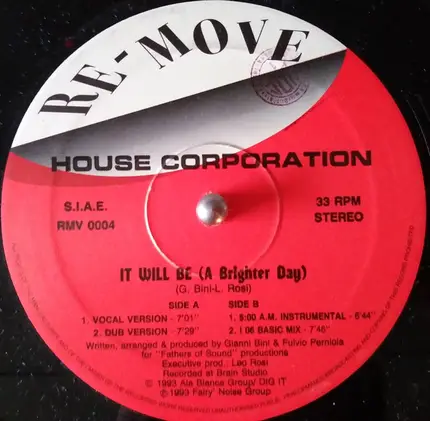 RE-MOVE
HOUSE CORPORATION
S.I.A.E.
RMV 0004
33 RPM
STEREO
IT WILL BE (A Brighter Day)
(G. Bini-L. Rosi)
SIDE A
1. VOCAL VERSION - 7'01"
2. DUB VERSION - 7'29"
SIDE B
1. 5:00 A.M. INSTRUMENTAL - 6'44"
2. I 06 BASIC MIX - 7'46"
Written, arranged & produced by Gianni Bini & Fulvio Perniola
for "Fathers of Sound" productions
Executive prod.: Leo Rosi
Recorded at Brain Studio
© 1993 Ala Bianca Group/ DIG IT
℗ 1993 Fairy' Noise Group